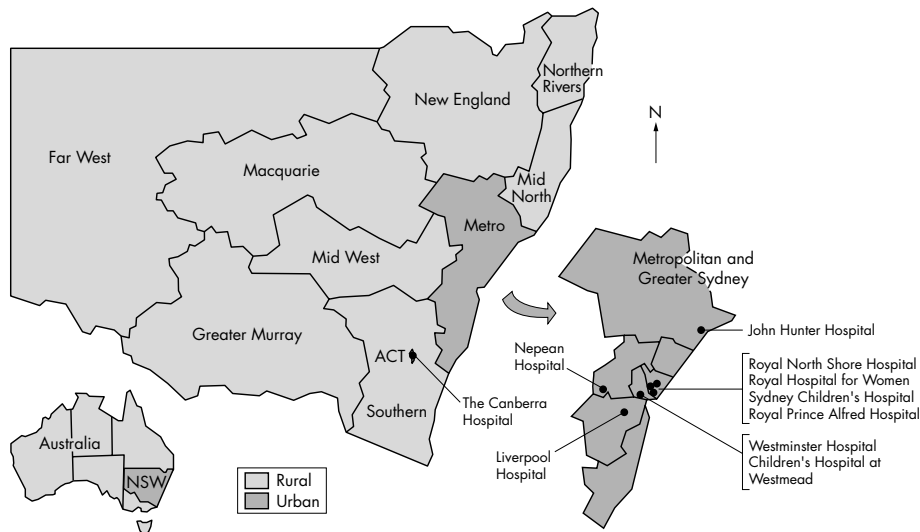 Northern
Rivers
New England
N
Far West
Macquarie
Mid
North
Metro
Mid West
Metropolitan and
Greater Sydney
Greater Murray
John Hunter Hospital
Nepean
Hospital
ACT
Royal North Shore Hospital
Royal Hospital for Women
Sydney Children's Hospital
Royal Prince Alfred Hospital
The Canberra
Hospital
Southern
Liverpool
Hospital
Westminster Hospital
Children's Hospital at
Westmead
Australia
NSW
Rural
Urban